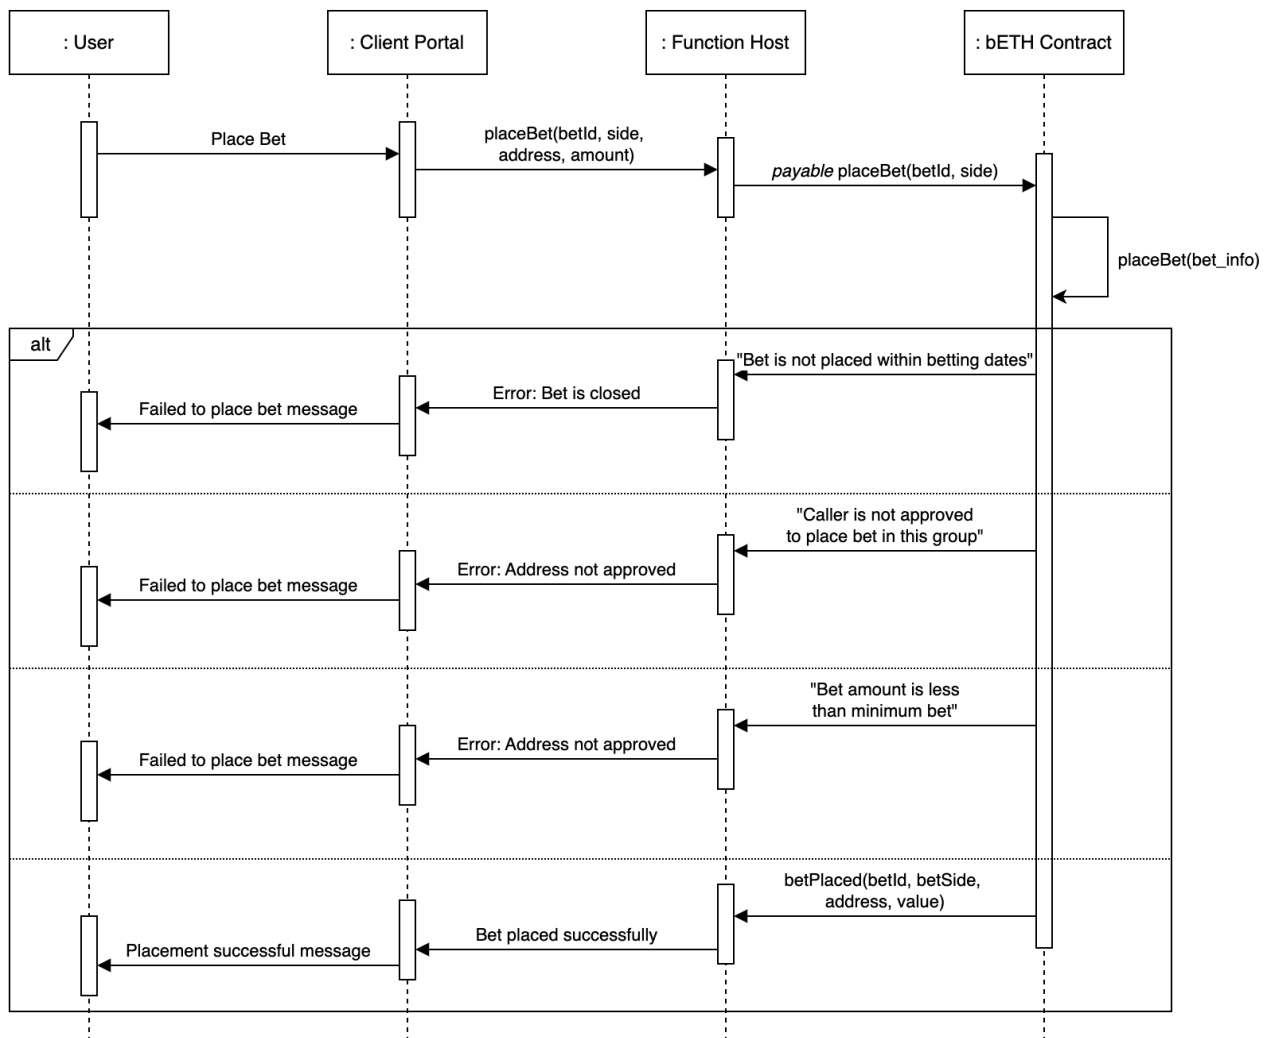 : User
: Client Portal
: Function Host
: bETH Contract
Place Bet
placeBet(betId, side,
address, amount)
payable placeBet(betId, side)
placeBet(bet_info)
alt
"Bet is not placed within betting dates"
Error: Bet is closed
Failed to place bet message
"Caller is not approved
to place bet in this group"
Error: Address not approved
Failed to place bet message
"Bet amount is less
than minimum bet"
Error: Address not approved
Failed to place bet message
betPlaced(betId, betSide,
address, value)
Bet placed successfully
Placement successful message